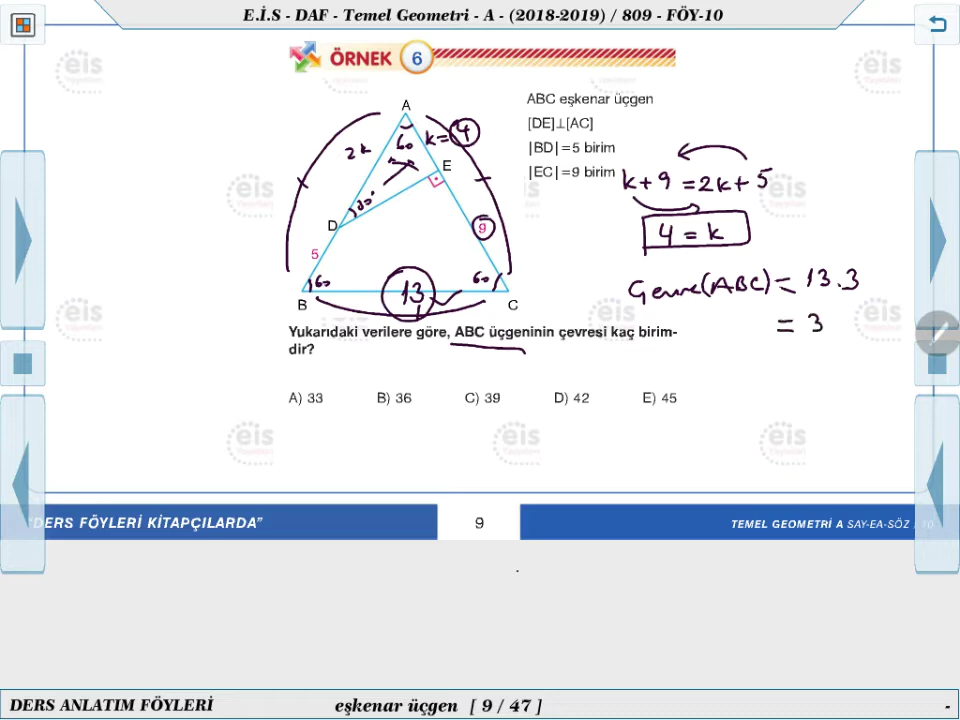 E.İ.S - DAF - Temel Geometri - A - (2018-2019) / 809 - FÖY-10
ÖRNEK 6
eis
Yayınları
ABC eşkenar üçgen
[DE]⊥[AC]
|BD|=5 birim
|EC|=9 birim
A
2k
60
k=4
E
30°
D
9
5
60
60
B
13
C
k+9=2k+5
4=k
Çevre(ABC)=13.3
=3
Yukarıdaki verilere göre, ABC üçgeninin çevresi kaç birim-
dir?
A) 33 B) 36 C) 39 D) 42 E) 45
"DERS FÖYLERİ KİTAPÇILARDA"
9
TEMEL GEOMETRİ A SAY-EA-SÖZ / 10
DERS ANLATIM FÖYLERİ
eşkenar üçgen [ 9 / 47 ]
-